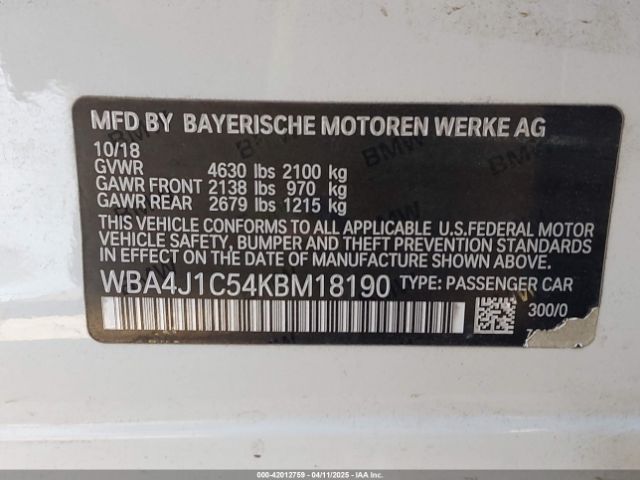 MFD BY BAYERISCHE MOTOREN WERKE AG
10/18
GVWR 4630 lbs 2100 kg
GAWR FRONT 2138 lbs 970 kg
GAWR REAR 2679 lbs 1215 kg
THIS VEHICLE CONFORMS TO ALL APPLICABLE U.S.FEDERAL MOTOR
VEHICLE SAFETY, BUMPER AND THEFT PREVENTION STANDARDS
IN EFFECT ON THE DATE OF MANUFACTURE SHOWN ABOVE.
WBA4J1C54KBM18190 TYPE: PASSENGER CAR
300/0
000-42012759 - 04/11/2025 - IAAI.COM